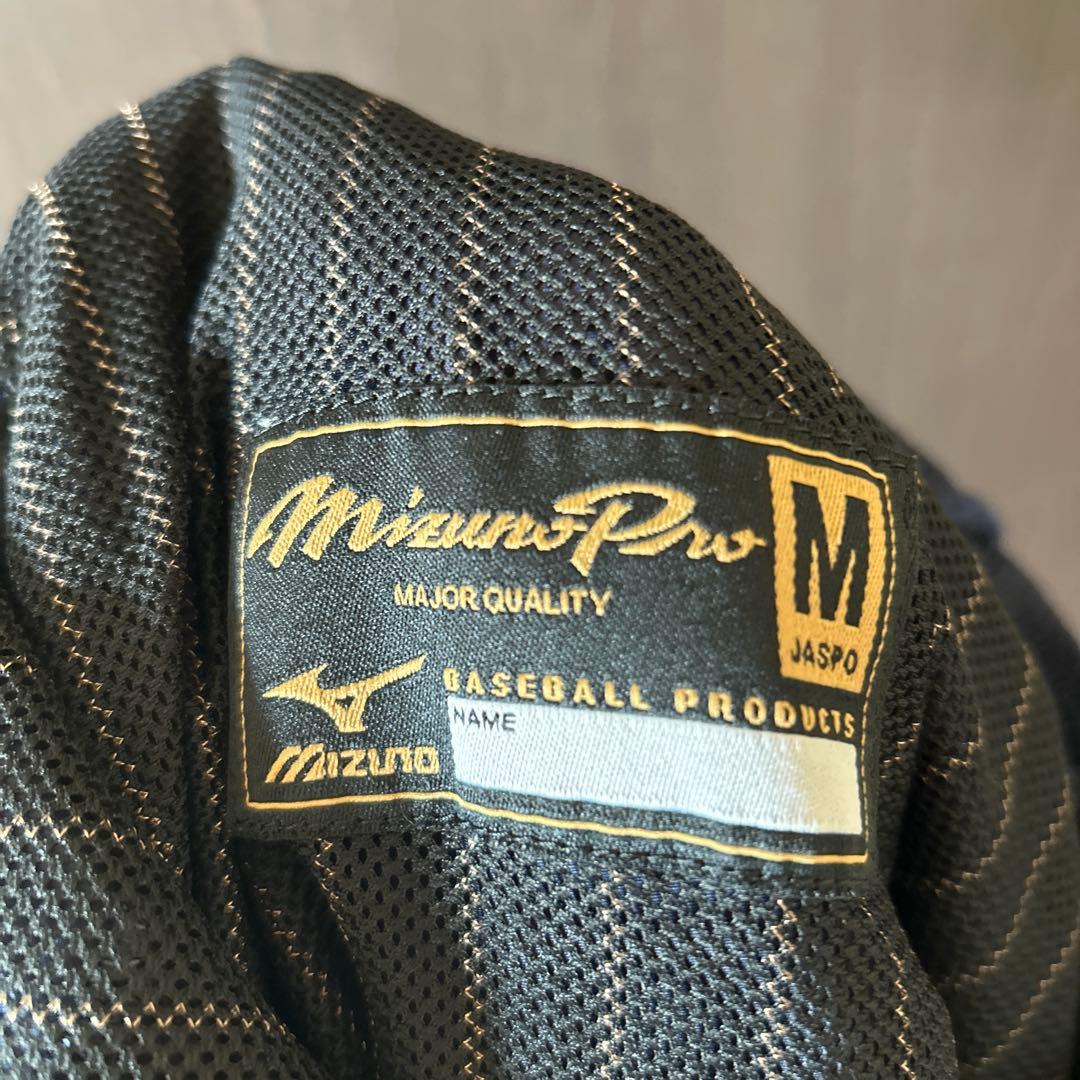 Mizuno Pro
M
JASPO
MAJOR QUALITY
BASEBALL PRODUCTS
NAME
MIZUNO